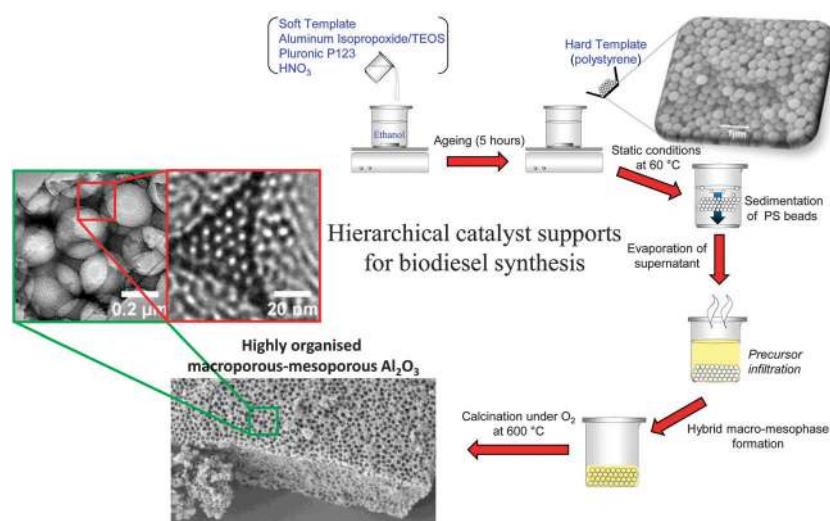 Soft Template
Aluminum Isopropoxide/TEOS
Pluronic P123
HNO₃
Hard Template
(polystyrene)
1μm
Ethanol
Ageing (5 hours)
Static conditions
at 60 °C
Sedimentation
of PS beads
Hierarchical catalyst supports
for biodiesel synthesis
Evaporation of
supernatant
0.2 μm
20 nm
Highly organised
macroporous-mesoporous Al₂O₃
Precursor
infiltration
Calcination under O₂
at 600 °C
Hybrid macro-mesophase
formation